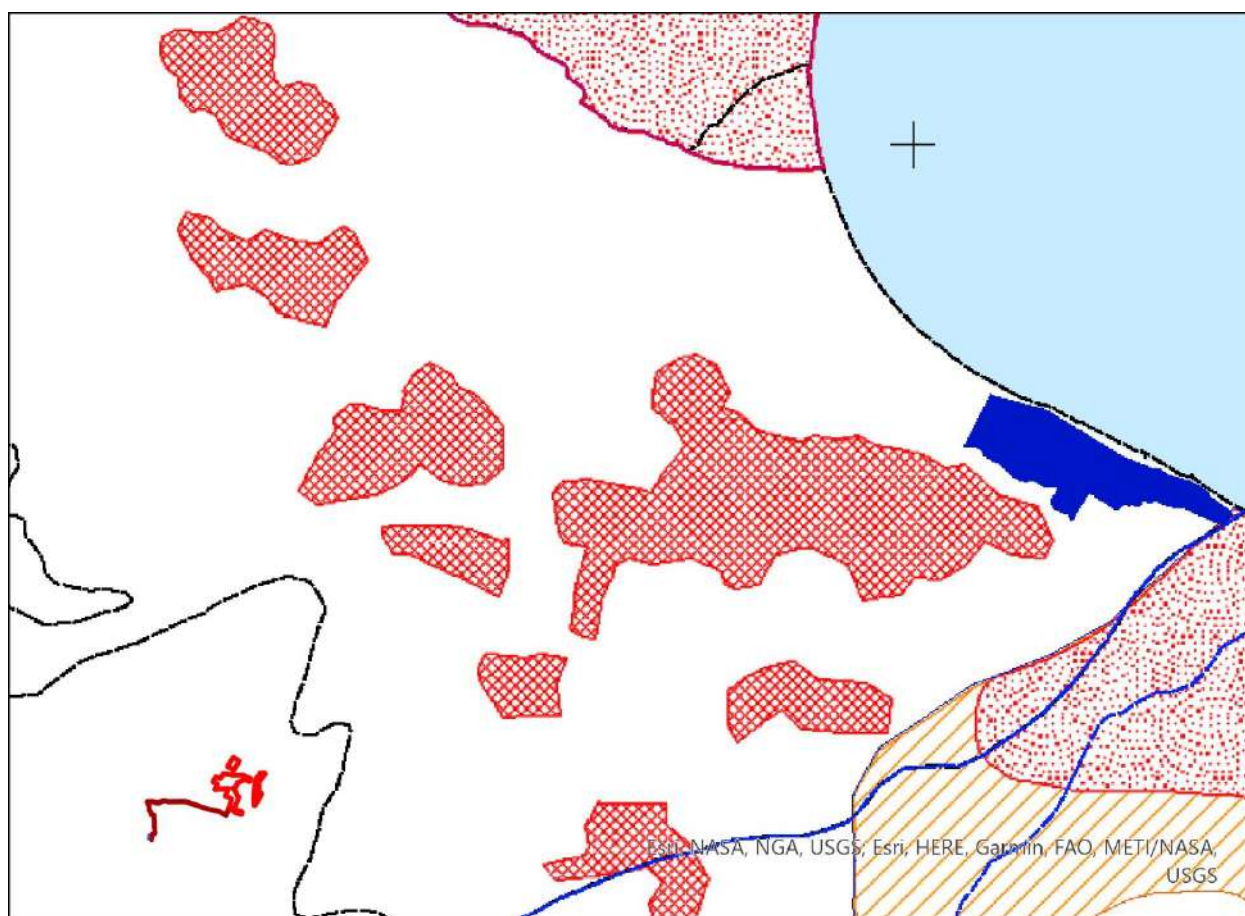 Esri, NASA, NGA, USGS, Esri, HERE, Garmin, FAO, METI/NASA,
USGS